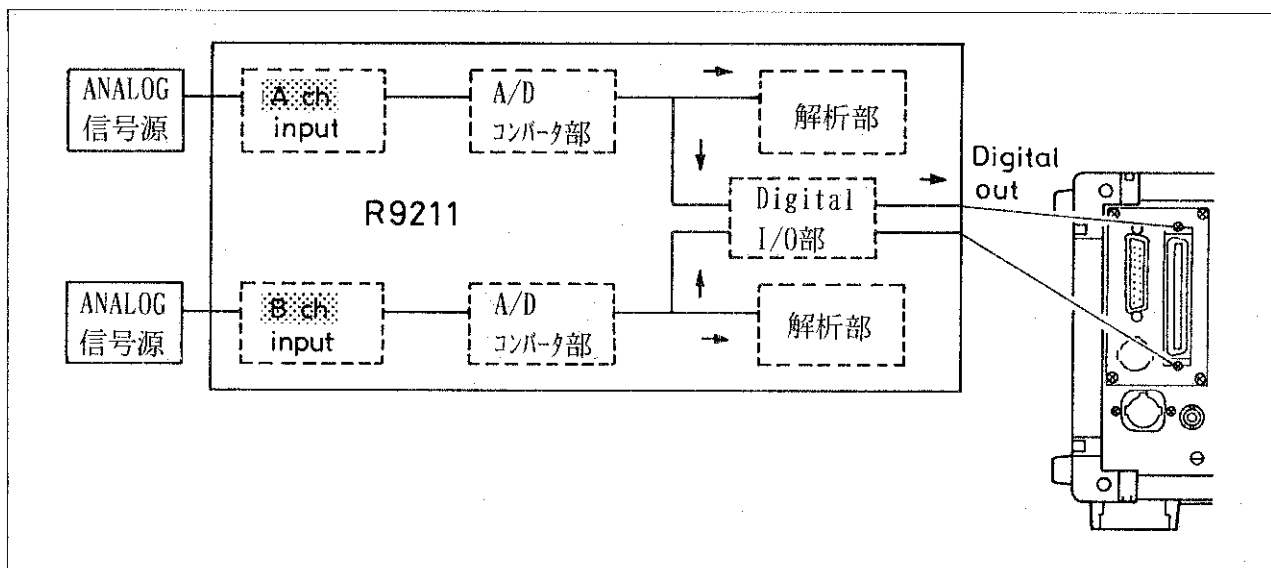 ANALOG
信号源
A ch
input
A/D
コンバータ部
解析部
Digital
out
R9211
Digital
I/O部
ANALOG
信号源
B ch
input
A/D
コンバータ部
解析部